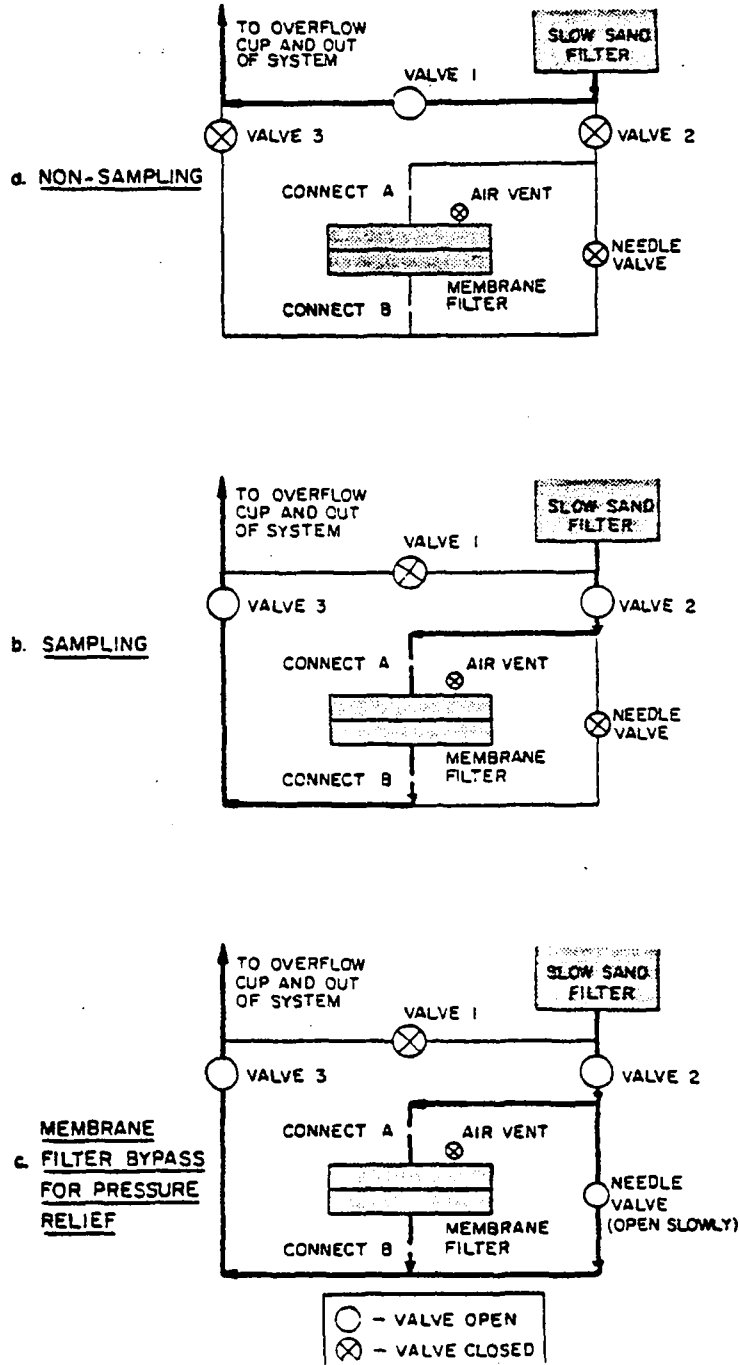 TO OVERFLOW
CUP AND OUT
OF SYSTEM
SLOW SAND
FILTER
VALVE 1
VALVE 3
VALVE 2
a. NON-SAMPLING
CONNECT A
AIR VENT
NEEDLE
VALVE
MEMBRANE
FILTER
CONNECT B
TO OVERFLOW
CUP AND OUT
OF SYSTEM
SLOW SAND
FILTER
VALVE 1
VALVE 3
VALVE 2
b. SAMPLING
CONNECT A
AIR VENT
NEEDLE
VALVE
MEMBRANE
FILTER
CONNECT B
TO OVERFLOW
CUP AND OUT
OF SYSTEM
SLOW SAND
FILTER
VALVE 1
VALVE 3
VALVE 2
c. MEMBRANE
FILTER BYPASS
FOR PRESSURE
RELIEF
CONNECT A
AIR VENT
NEEDLE
VALVE
(OPEN SLOWLY)
MEMBRANE
FILTER
CONNECT B
- VALVE OPEN
- VALVE CLOSED